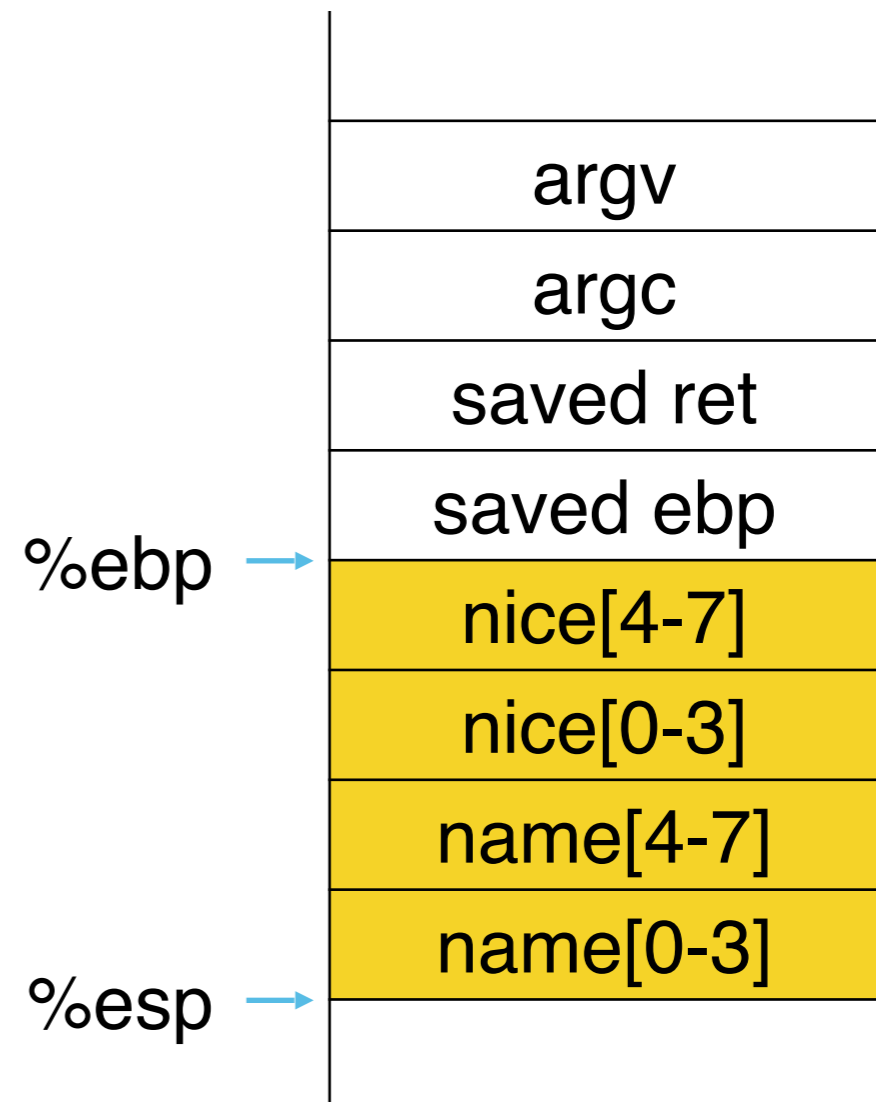 argv
argc
saved ret
saved ebp
%ebp
nice[4-7]
nice[0-3]
name[4-7]
name[0-3]
%esp